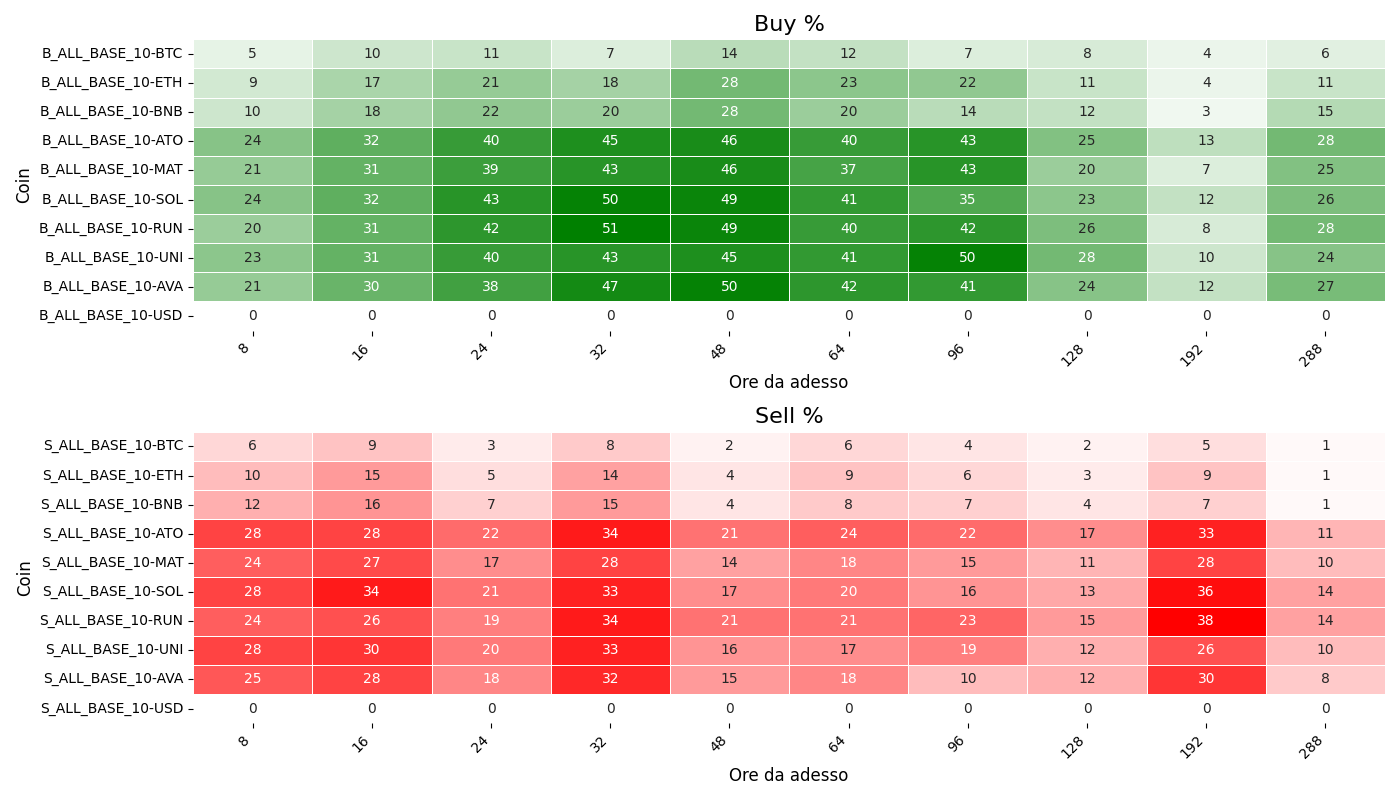 Buy %
Coin
B_ALL_BASE_10-BTC 5 10 11 7 14 12 7 8 4 6
B_ALL_BASE_10-ETH 9 17 21 18 28 23 22 11 4 11
B_ALL_BASE_10-BNB 10 18 22 20 28 20 14 12 3 15
B_ALL_BASE_10-ATO 24 32 40 45 46 40 43 25 13 28
B_ALL_BASE_10-MAT 21 31 39 43 46 37 43 20 7 25
B_ALL_BASE_10-SOL 24 32 43 50 49 41 35 23 12 26
B_ALL_BASE_10-RUN 20 31 42 51 49 40 42 26 8 28
B_ALL_BASE_10-UNI 23 31 40 43 45 41 50 28 10 24
B_ALL_BASE_10-AVA 21 30 38 47 50 42 41 24 12 27
B_ALL_BASE_10-USD 0 0 0 0 0 0 0 0 0 0
8 16 24 32 48 64 96 128 192 288
Ore da adesso
Sell %
Coin
S_ALL_BASE_10-BTC 6 9 3 8 2 6 4 2 5 1
S_ALL_BASE_10-ETH 10 15 5 14 4 9 6 3 9 1
S_ALL_BASE_10-BNB 12 16 7 15 4 8 7 4 7 1
S_ALL_BASE_10-ATO 28 28 22 34 21 24 22 17 33 11
S_ALL_BASE_10-MAT 24 27 17 28 14 18 15 11 28 10
S_ALL_BASE_10-SOL 28 34 21 33 17 20 16 13 36 14
S_ALL_BASE_10-RUN 24 26 19 34 21 21 23 15 38 14
S_ALL_BASE_10-UNI 28 30 20 33 16 17 19 12 26 10
S_ALL_BASE_10-AVA 25 28 18 32 15 18 10 12 30 8
S_ALL_BASE_10-USD 0 0 0 0 0 0 0 0 0 0
8 16 24 32 48 64 96 128 192 288
Ore da adesso